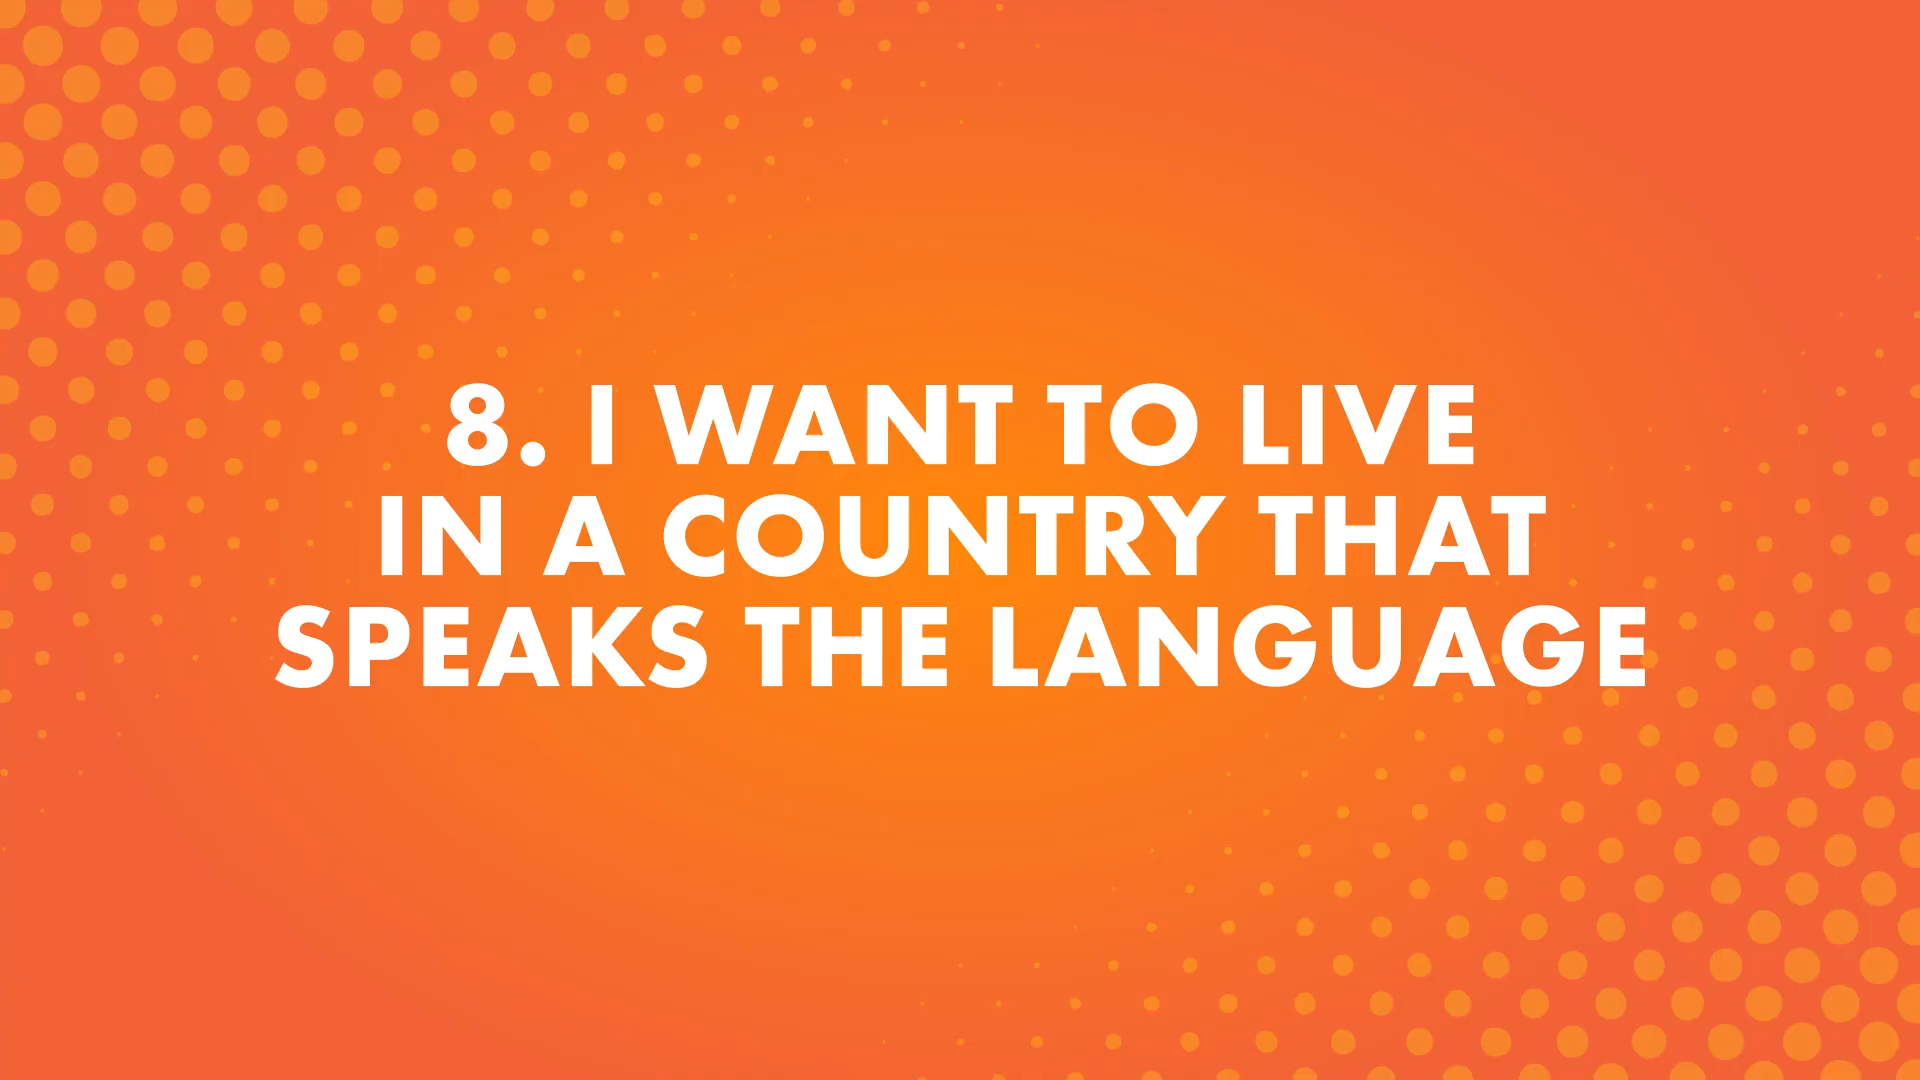 8. I WANT TO LIVE
IN A COUNTRY THAT
SPEAKS THE LANGUAGE